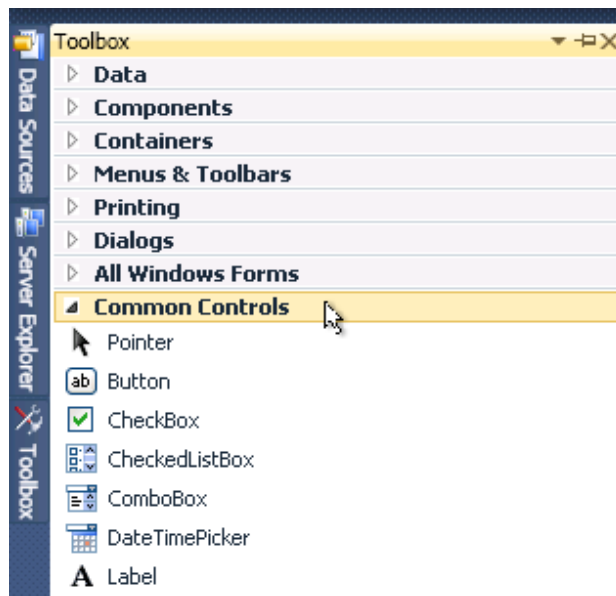 Toolbox
Data
Components
Containers
Menus & Toolbars
Printing
Dialogs
All Windows Forms
Common Controls
Pointer
ab Button
CheckBox
CheckedListBox
ComboBox
DateTimePicker
A Label
Data Sources
Server Explorer
Toolbox